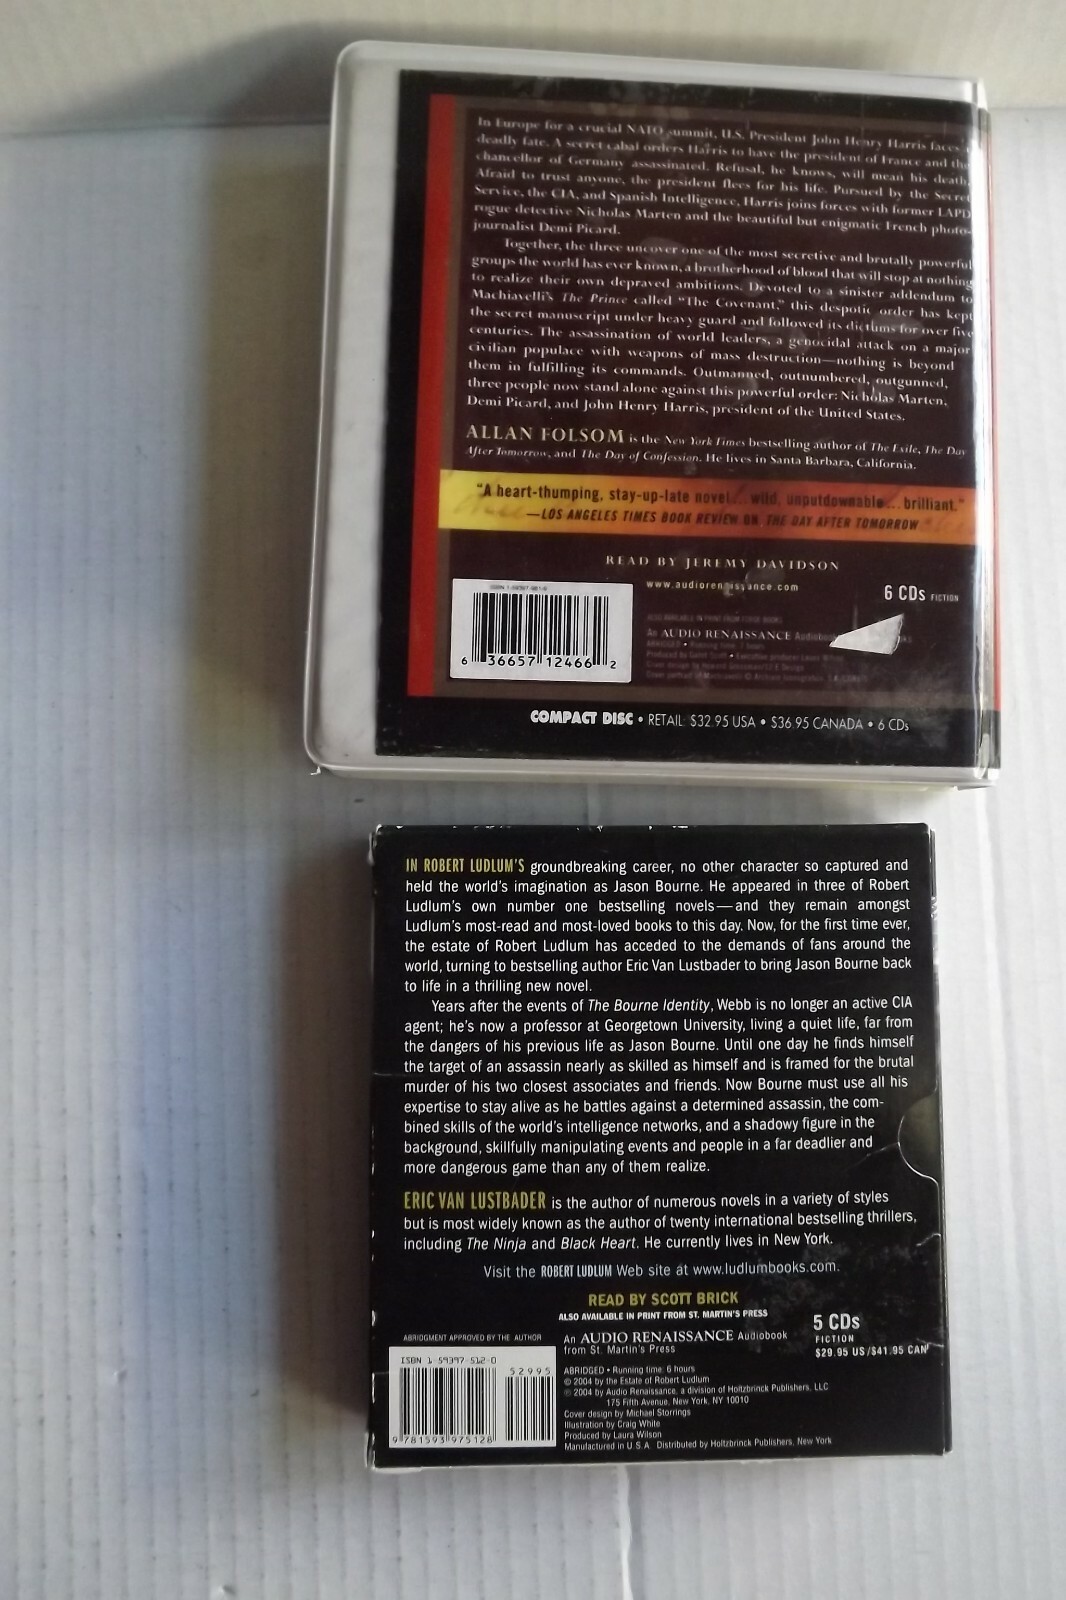 In Europe for a crucial NATO summit, U.S. President John Henry Harris faces
deadly fate. A secret cabal orders Harris to have the president of France and the
chancellor of Germany assassinated. Refusal, he knows, will mean his death.
Afraid to trust anyone, the president flees for his life. Pursued by the Secret
Service, the CIA, and Spanish Intelligence, Harris joins forces with former LAPD
rogue detective Nicholas Marten and the beautiful but enigmatic French photo-
journalist Demi Picard.
Together, the three uncover one of the most secretive and brutally powerful
groups the world has ever known, a brotherhood of blood that will stop at nothing
to realize their own depraved ambitions. Devoted to a sinister addendum to
Machiavelli's The Prince called "The Covenant," this despotic order has kept
the secret manuscript under heavy guard and followed its dictums for over five
centuries. The assassination of world leaders, a genocidal attack on a major
civilian populace with weapons of mass destruction—nothing is beyond
them in fulfilling its commands. Outmanned, outnumbered, outgunned,
three people now stand alone against this powerful order: Nicholas Marten,
Demi Picard, and John Henry Harris, president of the United States.
ALLAN FOLSOM is the New York Times bestselling author of The Exile, The Day
After Tomorrow, and The Day of Confession. He lives in Santa Barbara, California.
"A heart-thumping, stay-up-late novel... wild, unputdownable... brilliant."
—LOS ANGELES TIMES BOOK REVIEW ON THE DAY AFTER TOMORROW
READ BY JEREMY DAVIDSON
www.audiorenaissance.com
6 CDs FICTION
An AUDIO RENAISSANCE Audiobook
ABRIDGED • Running time: 7 hours
6 36657 12466 2
COMPACT DISC • RETAIL $32.95 USA • $36.95 CANADA • 6 CDs
IN ROBERT LUDLUM'S groundbreaking career, no other character so captured and
held the world's imagination as Jason Bourne. He appeared in three of Robert
Ludlum's own number one bestselling novels—and they remain amongst
Ludlum's most-read and most-loved books to this day. Now, for the first time ever,
the estate of Robert Ludlum has acceded to the demands of fans around the
world, turning to bestselling author Eric Van Lustbader to bring Jason Bourne back
to life in a thrilling new novel.
Years after the events of The Bourne Identity, Webb is no longer an active CIA
agent; he's now a professor at Georgetown University, living a quiet life, far from
the dangers of his previous life as Jason Bourne. Until one day he finds himself
the target of an assassin nearly as skilled as himself and is framed for the brutal
murder of his two closest associates and friends. Now Bourne must use all his
expertise to stay alive as he battles against a determined assassin, the com-
bined skills of the world's intelligence networks, and a shadowy figure in the
background, skillfully manipulating events and people in a far deadlier and
more dangerous game than any of them realize.
ERIC VAN LUSTBADER is the author of numerous novels in a variety of styles
but is most widely known as the author of twenty international bestselling thrillers,
including The Ninja and Black Heart. He currently lives in New York.
Visit the ROBERT LUDLUM Web site at www.ludlumbooks.com.
READ BY SCOTT BRICK
ALSO AVAILABLE IN PRINT FROM ST. MARTIN'S PRESS
5 CDs
FICTION
$29.95 US/$41.95 CAN
ABRIDGMENT APPROVED BY THE AUTHOR
An AUDIO RENAISSANCE Audiobook
from St. Martin's Press
ISBN 1-59397-512-0
52995
9 781593 975128
ABRIDGED • Running time: 6 hours
© 2004 by the Estate of Robert Ludlum
℗ 2004 by Audio Renaissance, a division of Holtzbrinck Publishers, LLC
175 Fifth Avenue, New York, NY 10010
Cover design by Michael Storrings
Illustration by Craig White
Produced by Laura Wilson
Manufactured in U.S.A. Distributed by Holtzbrinck Publishers, New York